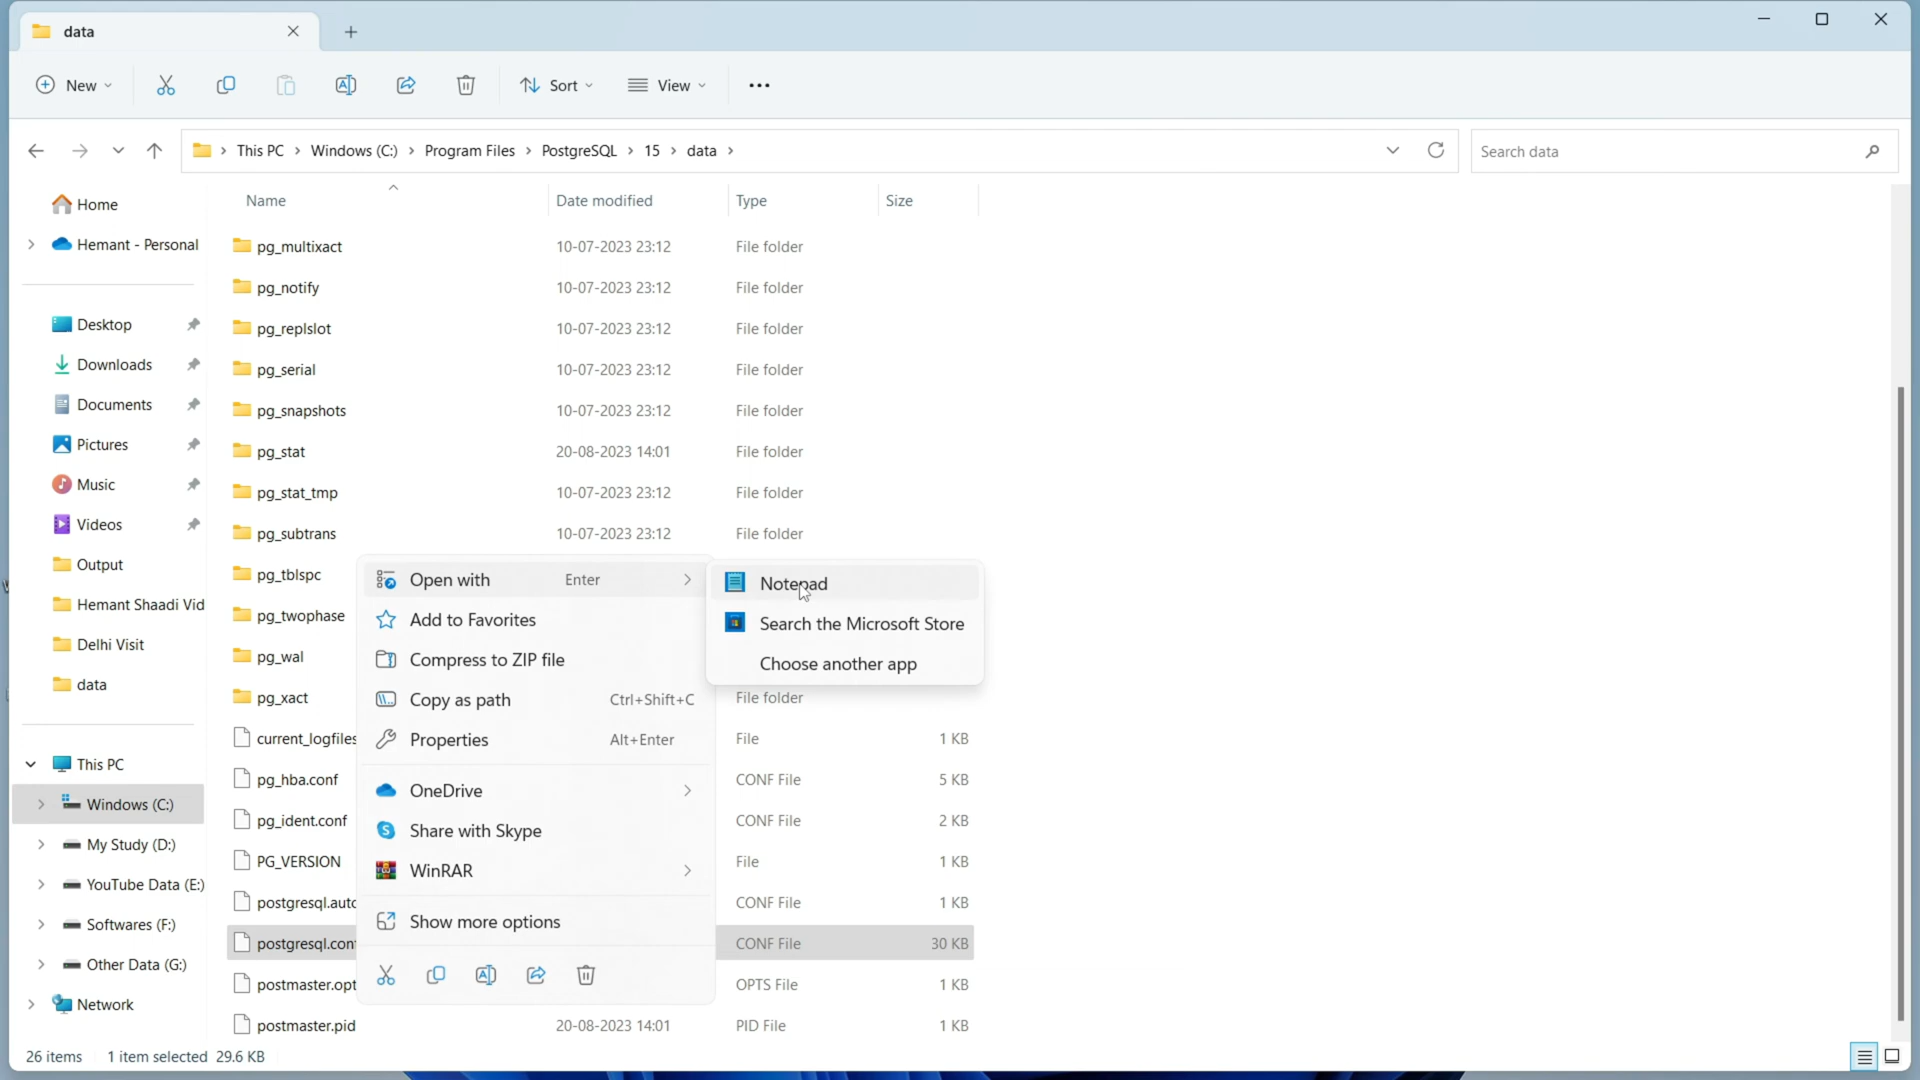 data
New
Sort
View
This PC
Windows (C:)
Program Files
PostgreSQL
15
data
Search data
Name
Date modified
Type
Size
Home
Hemant - Personal
Desktop
Downloads
Documents
Pictures
Music
Videos
Output
Hemant Shaadi Vid
Delhi Visit
data
This PC
Windows (C:)
My Study (D:)
YouTube Data (E:)
Softwares (F:)
Other Data (G:)
Network
pg_multixact 10-07-2023 23:12 File folder
pg_notify 10-07-2023 23:12 File folder
pg_replslot 10-07-2023 23:12 File folder
pg_serial 10-07-2023 23:12 File folder
pg_snapshots 10-07-2023 23:12 File folder
pg_stat 20-08-2023 14:01 File folder
pg_stat_tmp 10-07-2023 23:12 File folder
pg_subtrans 10-07-2023 23:12 File folder
pg_tblspc
pg_twophase
pg_wal
pg_xact File folder
current_logfiles File 1 KB
pg_hba.conf CONF File 5 KB
pg_ident.conf CONF File 2 KB
PG_VERSION File 1 KB
postgresql.auto CONF File 1 KB
postgresql.conf CONF File 30 KB
postmaster.opt OPTS File 1 KB
postmaster.pid 20-08-2023 14:01 PID File 1 KB
Open with Enter
Add to Favorites
Compress to ZIP file
Copy as path Ctrl+Shift+C
Properties Alt+Enter
OneDrive
Share with Skype
WinRAR
Show more options
Notepad
Search the Microsoft Store
Choose another app
26 items 1 item selected 29.6 KB